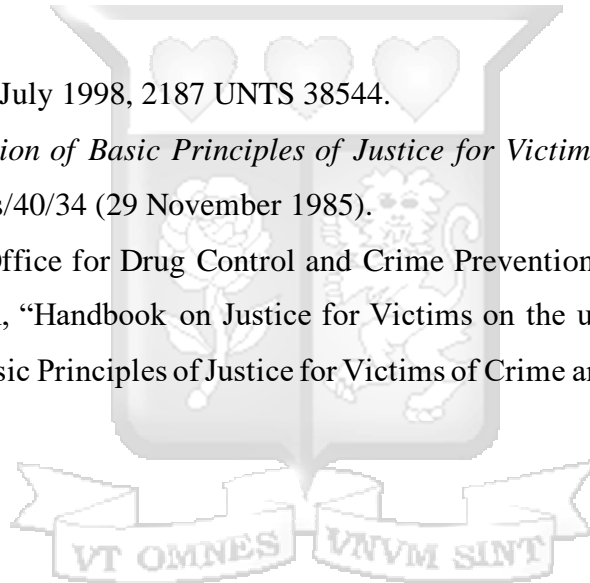 July 1998, 2187 UNTS 38544.
ion of Basic Principles of Justice for Victim
s/40/34 (29 November 1985).
ffice for Drug Control and Crime Prevention
, “Handbook on Justice for Victims on the u
sic Principles of Justice for Victims of Crime a
VT OMNES VNVM SINT